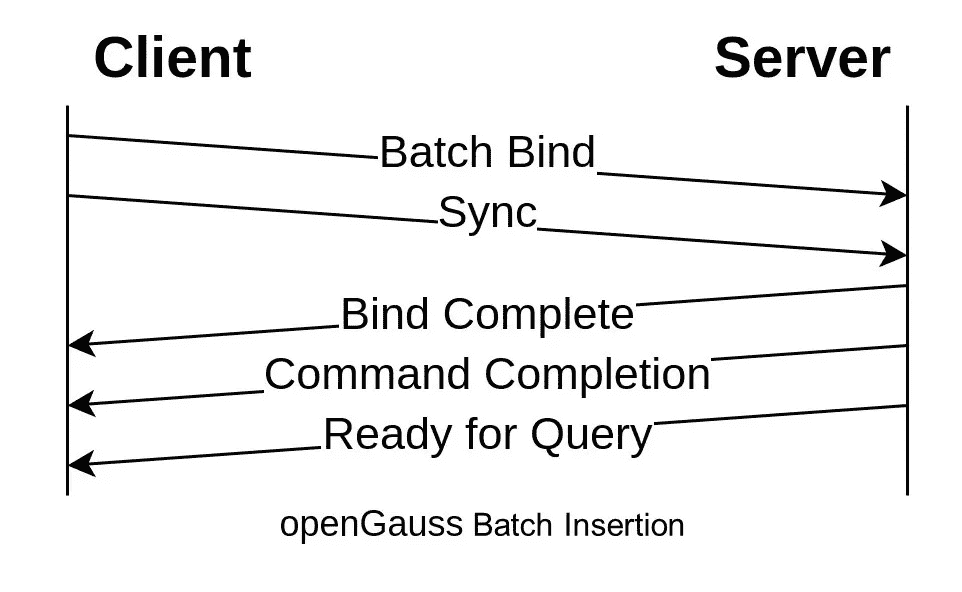 Client
Server
Batch Bind
Sync
Bind Complete
Command Completion
Ready for Query
openGauss Batch Insertion